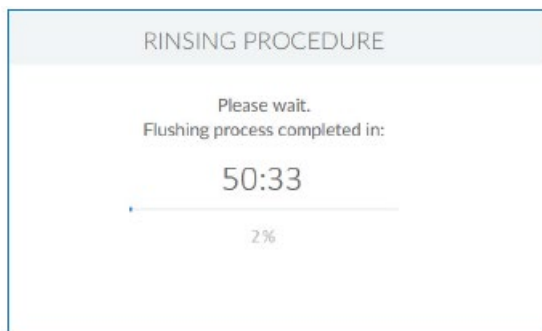 RINSING PROCEDURE
Please wait.
Flushing process completed in:
50:33
2%